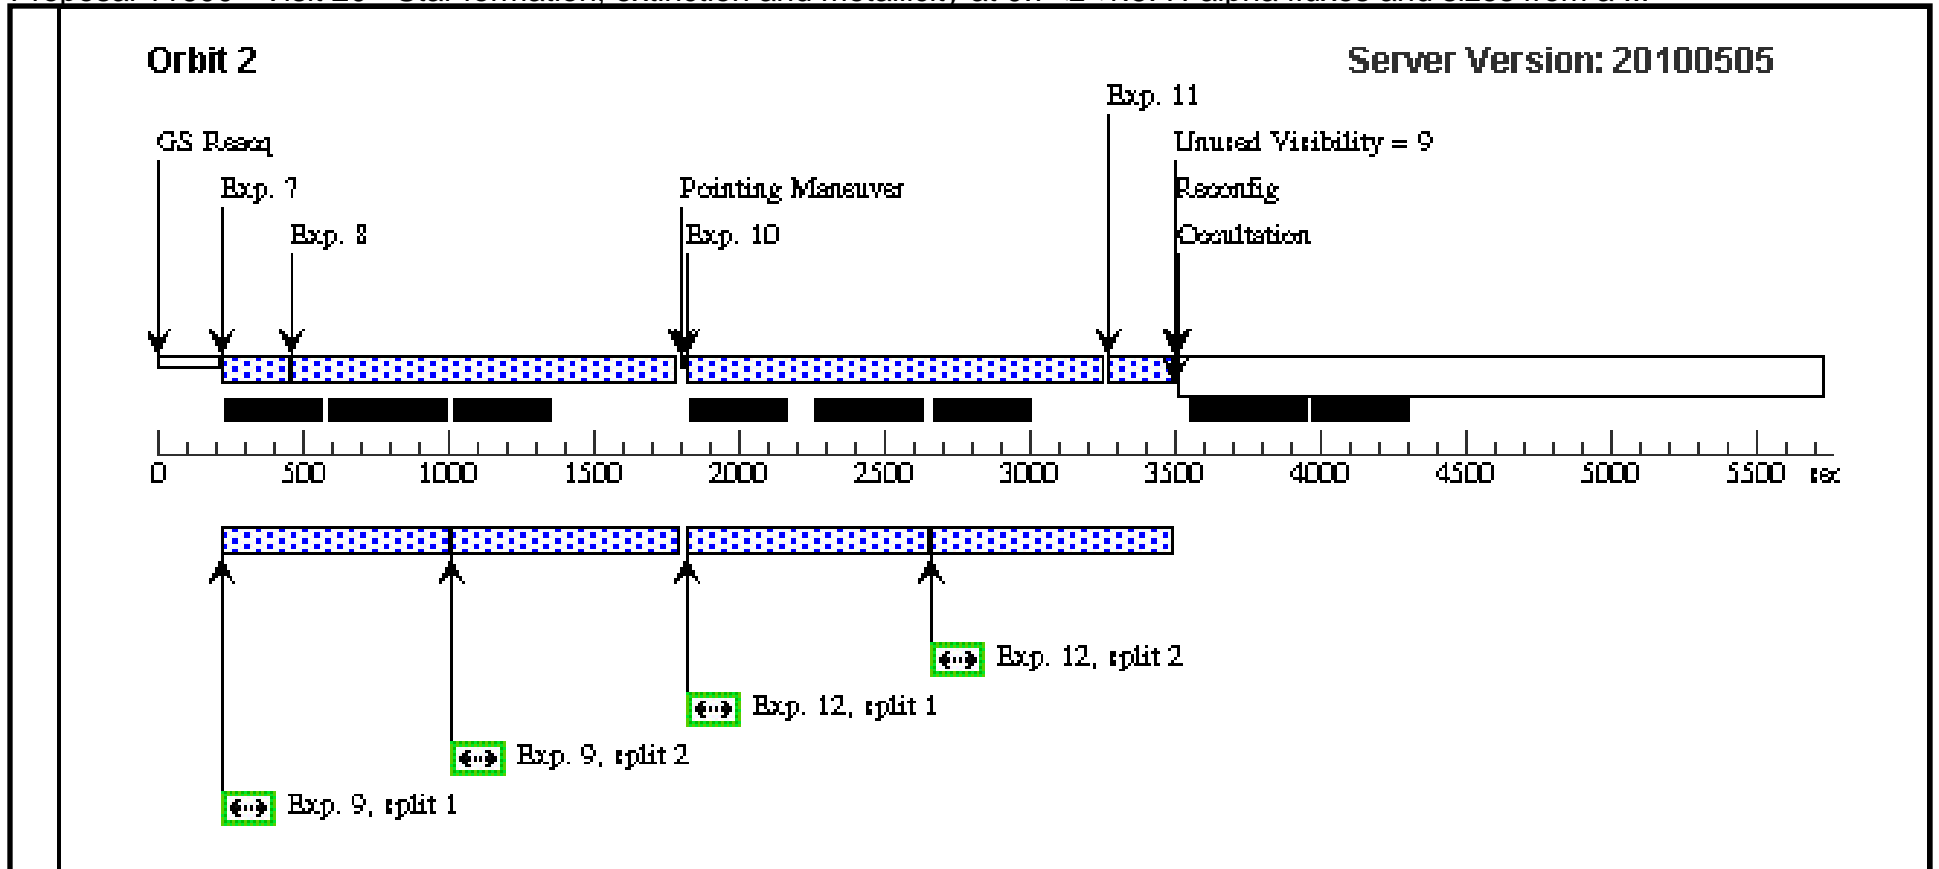 Orbit 2
Server Version: 20100505
Exp. 11
GS Reacq
Unused Visibility = 9
Exp. 7
Pointing Maneuver
Reconfig
Exp. 8
Exp. 10
Occultation
0 500 1000 1500 2000 2500 3000 3500 4000 4500 5000 5500 sec
Exp. 12, split 2
Exp. 12, split 1
Exp. 9, split 2
Exp. 9, split 1